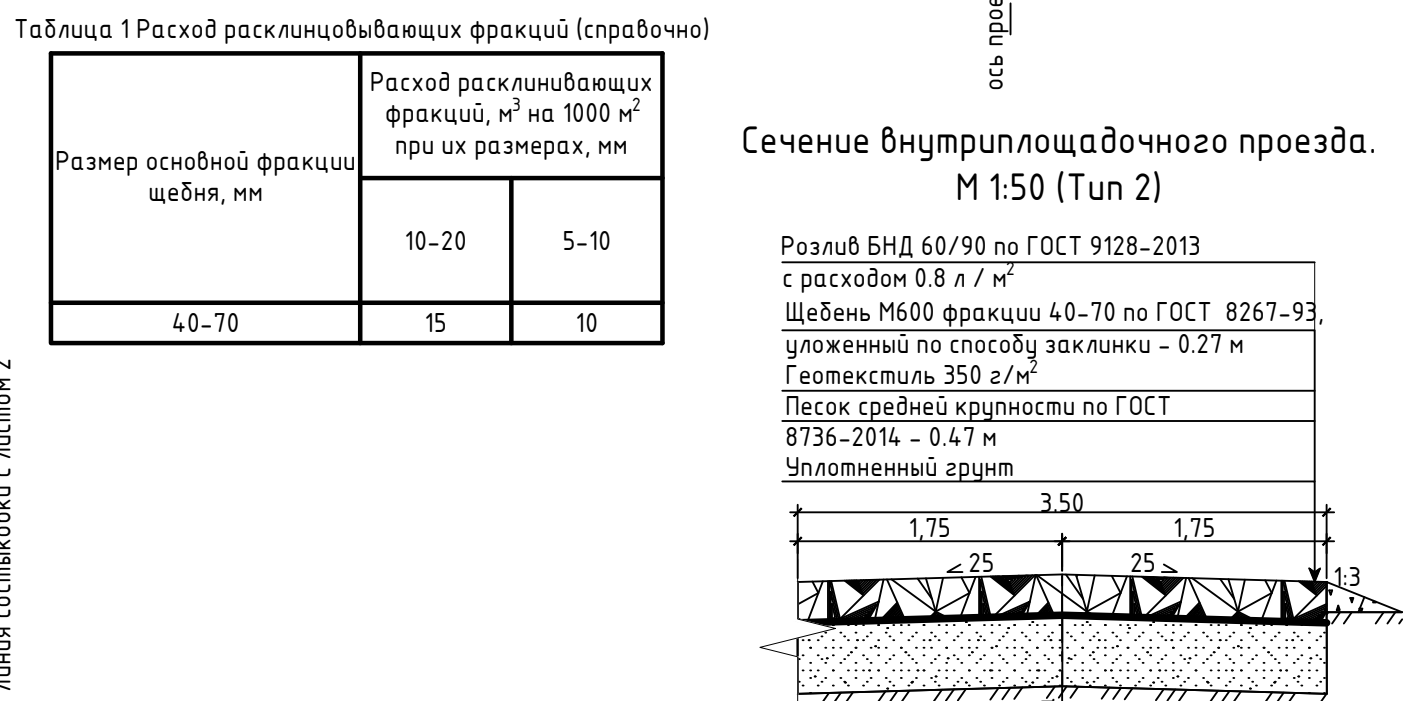 Таблица 1 Расход расклинцовывающих фракций (справочно)
Размер основной фракции
щебня, мм
Расход расклинивающих
фракций, м³ на 1000 м²
при их размерах, мм
10-20
5-10
40-70
15
10
линия состыковки с листом 2
ось
Сечение внутриплощадочного проезда.
М 1:50 (Тип 2)
Розлив БНД 60/90 по ГОСТ 9128-2013
с расходом 0.8 л / м²
Щебень М600 фракции 40-70 по ГОСТ 8267-93,
уложенный по способу заклинки - 0.27 м
Геотекстиль 350 г/м²
Песок средней крупности по ГОСТ
8736-2014 - 0.47 м
Уплотненный грунт
3.50
1,75
1,75
25
25
1:3